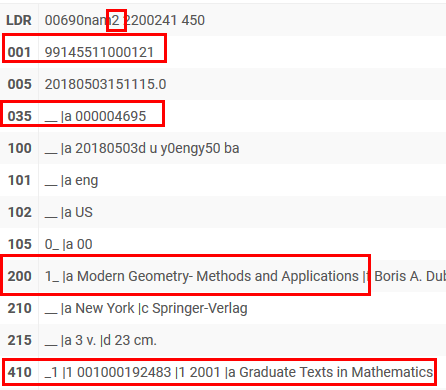 LDR 00690nam2 2200241 450
001 99145511000121
005 20180503151115.0
035 __ |a 000004695
100 __ |a 20180503d u y0engy50 ba
101 __ |a eng
102 __ |a US
105 0_ |a 00
200 1_ |a Modern Geometry- Methods and Applications |f Boris A. Dub
210 __ |a New York |c Springer-Verlag
215 __ |a 3 v. |d 23 cm.
410 _1 |1 001000192483 |1 2001 |a Graduate Texts in Mathematics